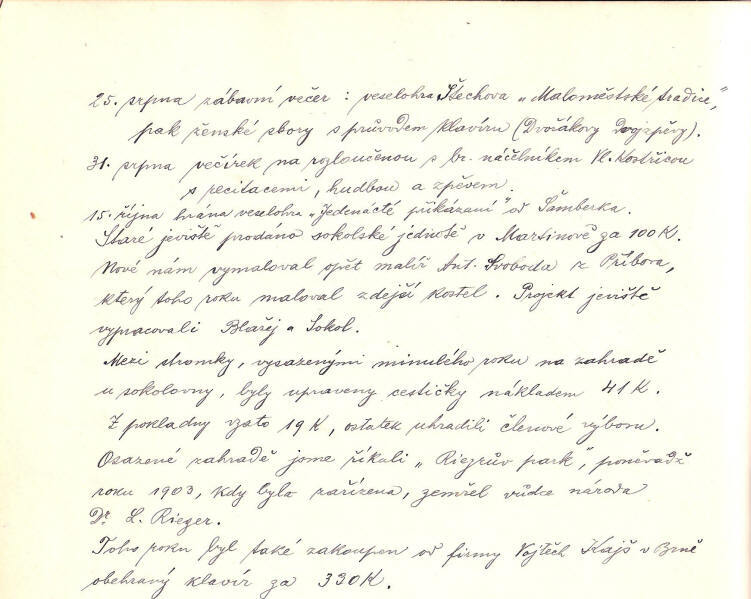 25. srpna zábavní večer : veselohra Štechova „Maloměstské tradice",
pak ženské sbory s průvodem klavíru (Dvořákovy Dvojzpěvy).
31. srpna večírek na rozloučenou s br. náčelníkem Vl. Kostřicou
s recitacemi, hudbou a zpěvem.
15. října hrána veselohra „Jedenácté přikázaní" od Šamberka.
Staré jeviště prodáno sokolské jednotě v Martinově za 100 K.
Nové nám vymaloval opět malíř Ant. Svoboda z Příbora,
který toho roku maloval zdejší kostel. Projekt jeviště
vypracovali Blažej a Sokol.
Mezi stromky, vysazenými minulého roku na zahradě
u sokolovny, byly upraveny cestičky nákladem 41 K.
Z pokladny vzato 19 K, ostatek uhradili členové výboru.
Osazené zahradě jsme říkali „Riegrův park", poněvadž
roku 1903, kdy byla zařízena, zemřel vůdce národa
Dr. L. Rieger.
Toho roku byl také zakoupen od firmy Vojtěch Kajš v Brně
obehraný klavír za 330 K.